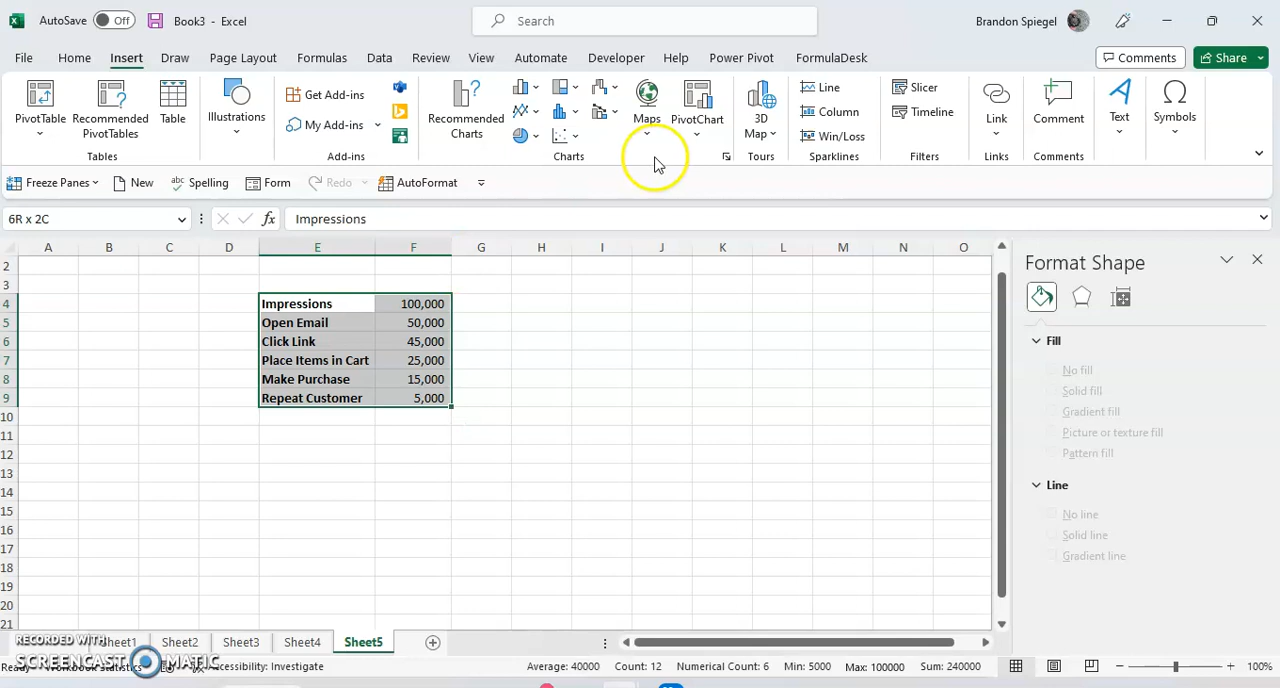 AutoSave Off Book3 - Excel Search Brandon Spiegel
File Home Insert Draw Page Layout Formulas Data Review View Automate Developer Help Power Pivot FormulaDesk Comments Share
PivotTable Recommended PivotTables Table Illustrations Get Add-ins My Add-ins Recommended Charts Maps PivotChart 3D Map Line Column Win/Loss Slicer Timeline Link Comment Text Symbols
Tables Add-ins Charts Tours Sparklines Filters Links Comments
Freeze Panes New Spelling Form Redo AutoFormat
6R x 2C fx Impressions
A B C D E F G H I J K L M N O
2
3
4 Impressions 100,000
5 Open Email 50,000
6 Click Link 45,000
7 Place Items in Cart 25,000
8 Make Purchase 15,000
9 Repeat Customer 5,000
10
11
12
13
14
15
16
17
18
19
20
21
Format Shape
Fill
No fill
Solid fill
Gradient fill
Picture or texture fill
Pattern fill
Line
No line
Solid line
Gradient line
Sheet1 Sheet2 Sheet3 Sheet4 Sheet5
RECORDED WITH
SCREENCAST MATIC
Ready Accessibility: Investigate Average: 40000 Count: 12 Numerical Count: 6 Min: 5000 Max: 100000 Sum: 240000 100%